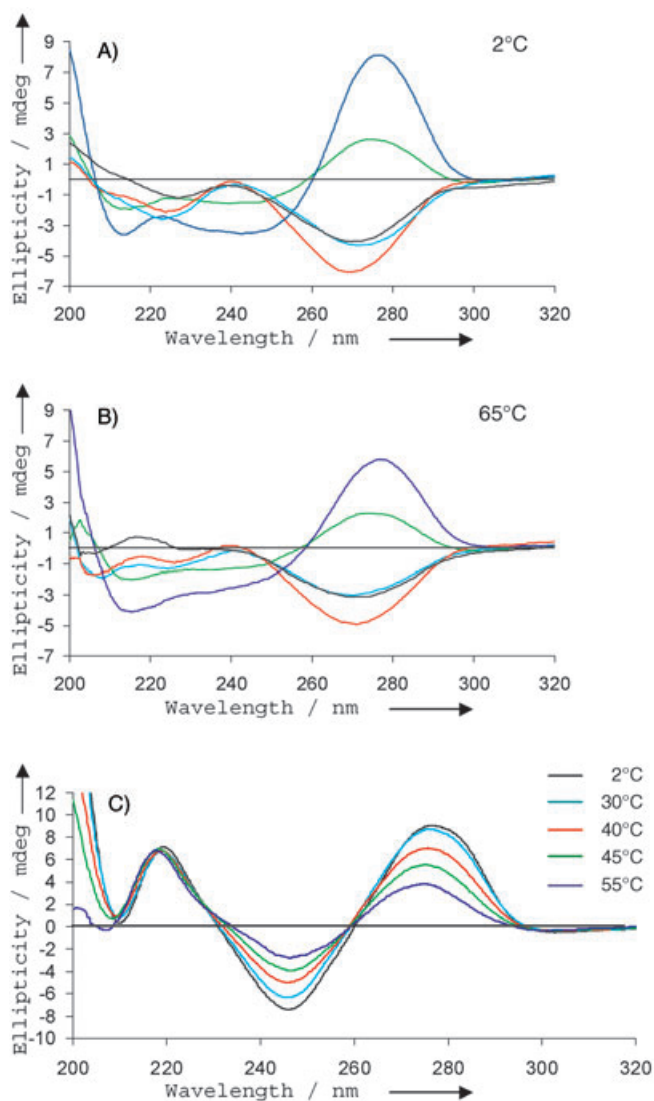 A)
2°C
9
7
5
3
1
-1
-3
-5
-7
Ellipticity / mdeg
200 220 240 260 280 300 320
Wavelength / nm
B)
65°C
9
7
5
3
1
-1
-3
-5
-7
Ellipticity / mdeg
200 220 240 260 280 300 320
Wavelength / nm
C)
2°C
30°C
40°C
45°C
55°C
12
10
8
6
4
2
0
-2
-4
-6
-8
-10
Ellipticity / mdeg
200 220 240 260 280 300 320
Wavelength / nm